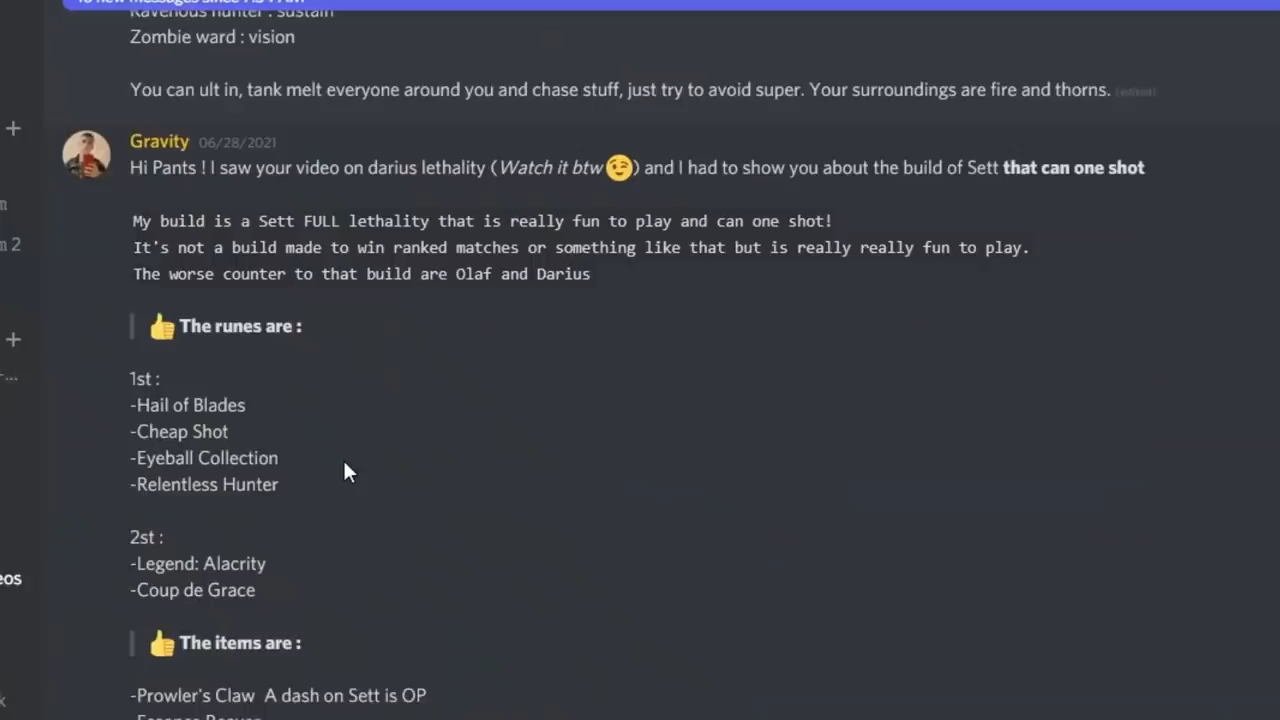 Ravenous hunter : sustain
Zombie ward : vision
You can ult in, tank melt everyone around you and chase stuff, just try to avoid super. Your surroundings are fire and thorns. (edited)
Gravity 06/28/2021
Hi Pants ! I saw your video on darius lethality (Watch it btw 😉) and I had to show you about the build of Sett that can one shot
My build is a Sett FULL lethality that is really fun to play and can one shot!
It's not a build made to win ranked matches or something like that but is really really fun to play.
The worse counter to that build are Olaf and Darius
👍 The runes are :
1st :
-Hail of Blades
-Cheap Shot
-Eyeball Collection
-Relentless Hunter
2st :
-Legend: Alacrity
-Coup de Grace
👍 The items are :
-Prowler's Claw A dash on Sett is OP
-Essence Reaver